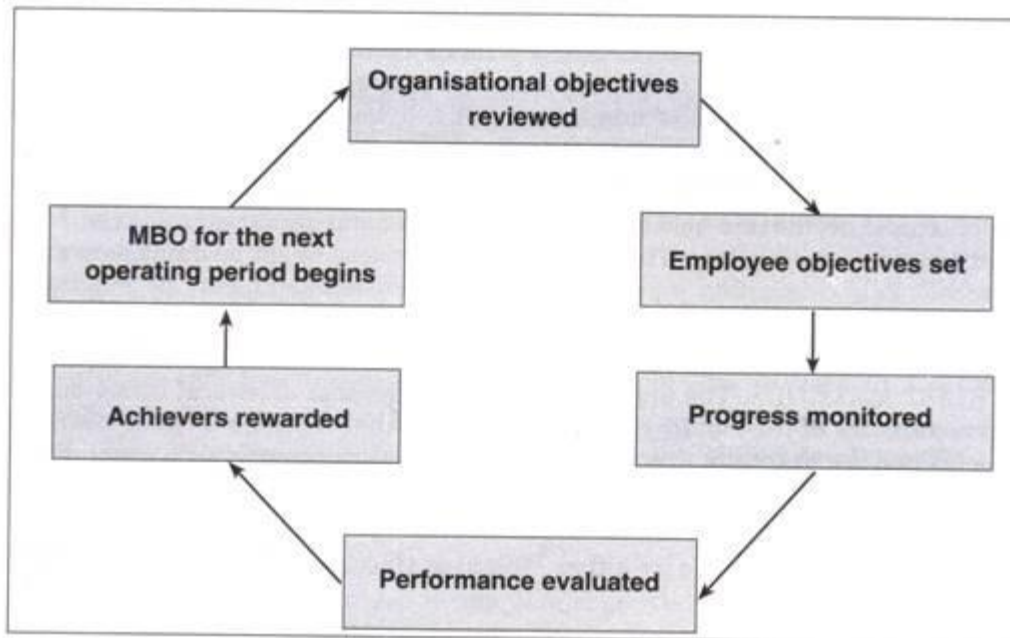 Organisational objectives
reviewed
Employee objectives set
Progress monitored
Performance evaluated
Achievers rewarded
MBO for the next
operating period begins